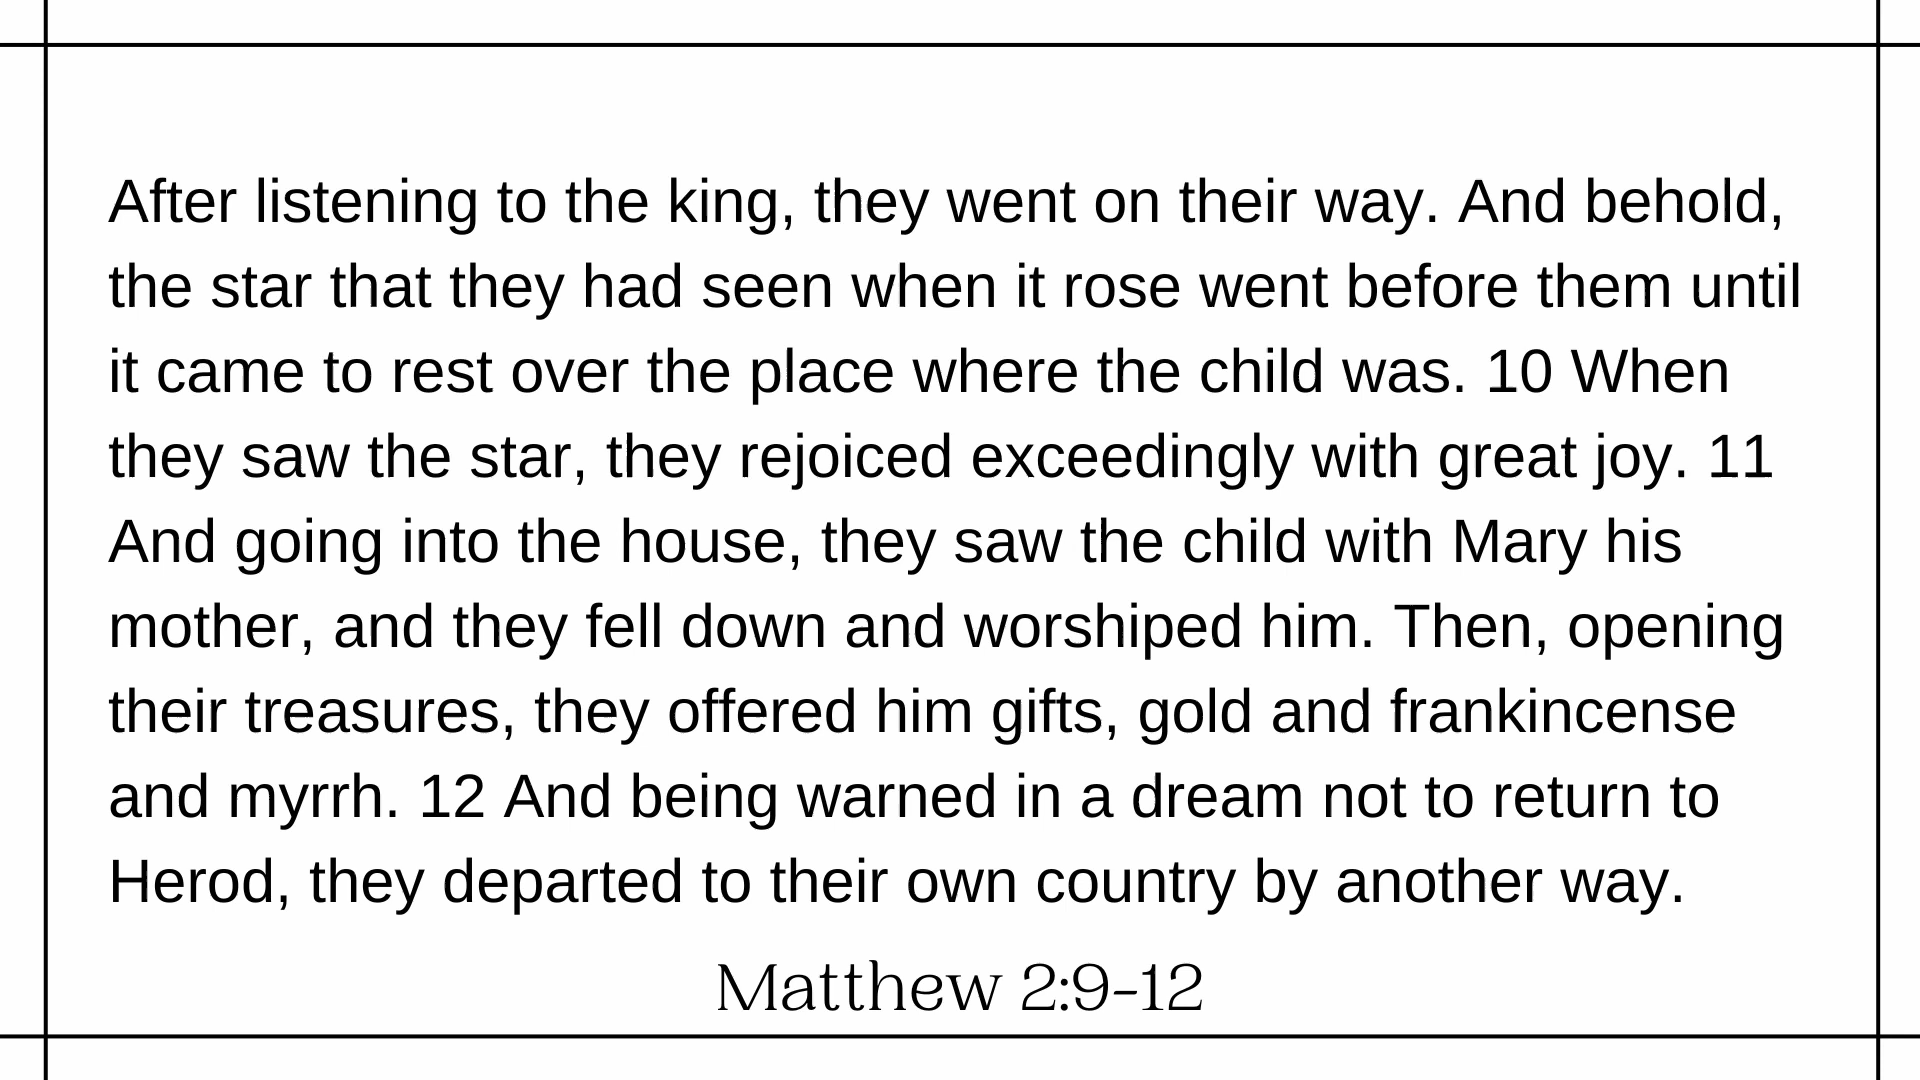 After listening to the king, they went on their way. And behold,
the star that they had seen when it rose went before them until
it came to rest over the place where the child was. 10 When
they saw the star, they rejoiced exceedingly with great joy. 11
And going into the house, they saw the child with Mary his
mother, and they fell down and worshiped him. Then, opening
their treasures, they offered him gifts, gold and frankincense
and myrrh. 12 And being warned in a dream not to return to
Herod, they departed to their own country by another way.
Matthew 2:9-12